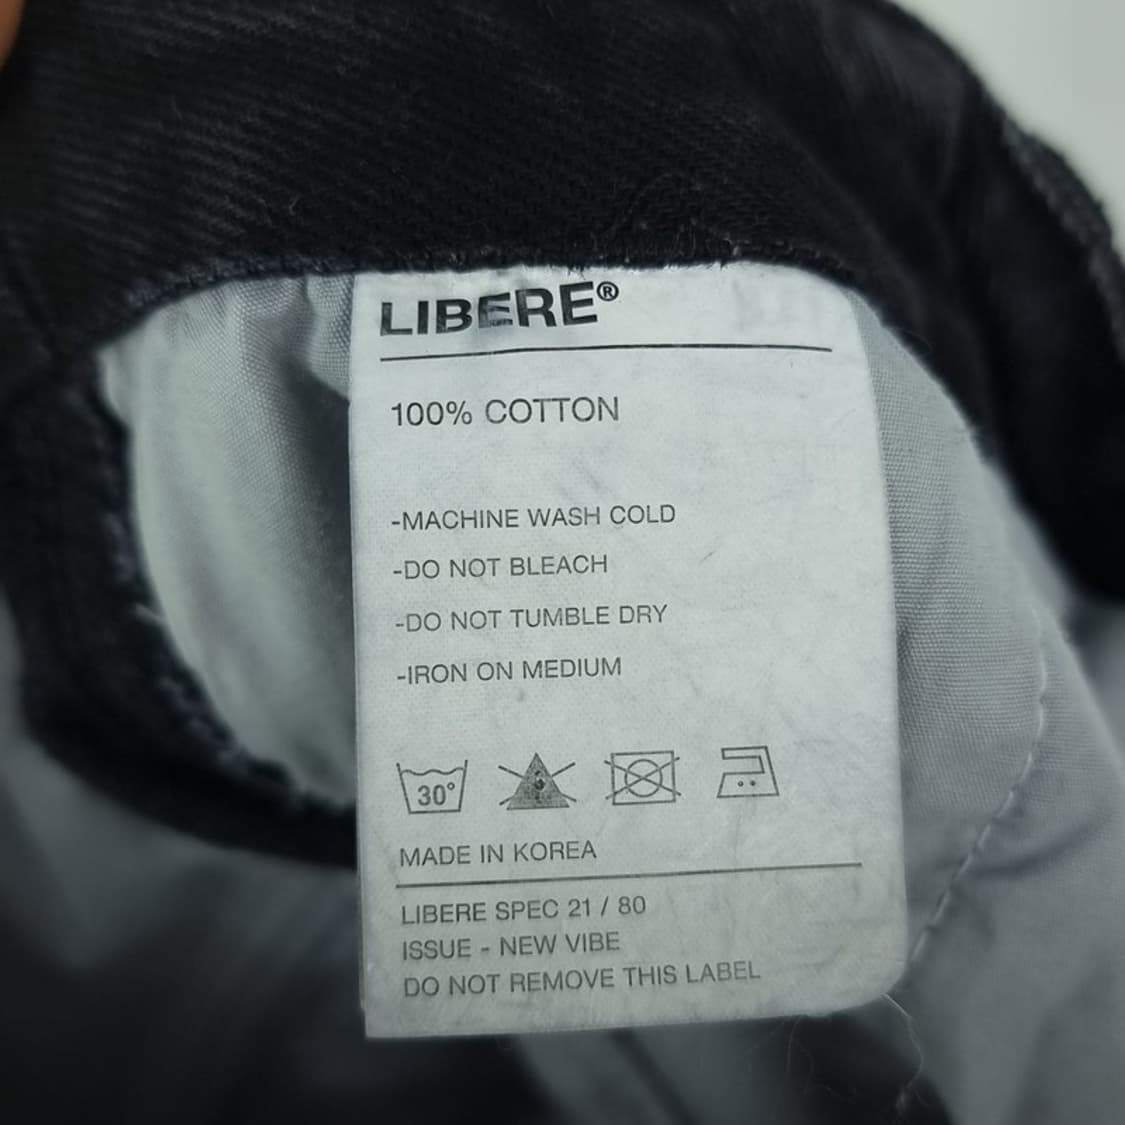 LIBERE®
100% COTTON
-MACHINE WASH COLD
-DO NOT BLEACH
-DO NOT TUMBLE DRY
-IRON ON MEDIUM
30°
MADE IN KOREA
LIBERE SPEC 21 / 80
ISSUE - NEW VIBE
DO NOT REMOVE THIS LABEL